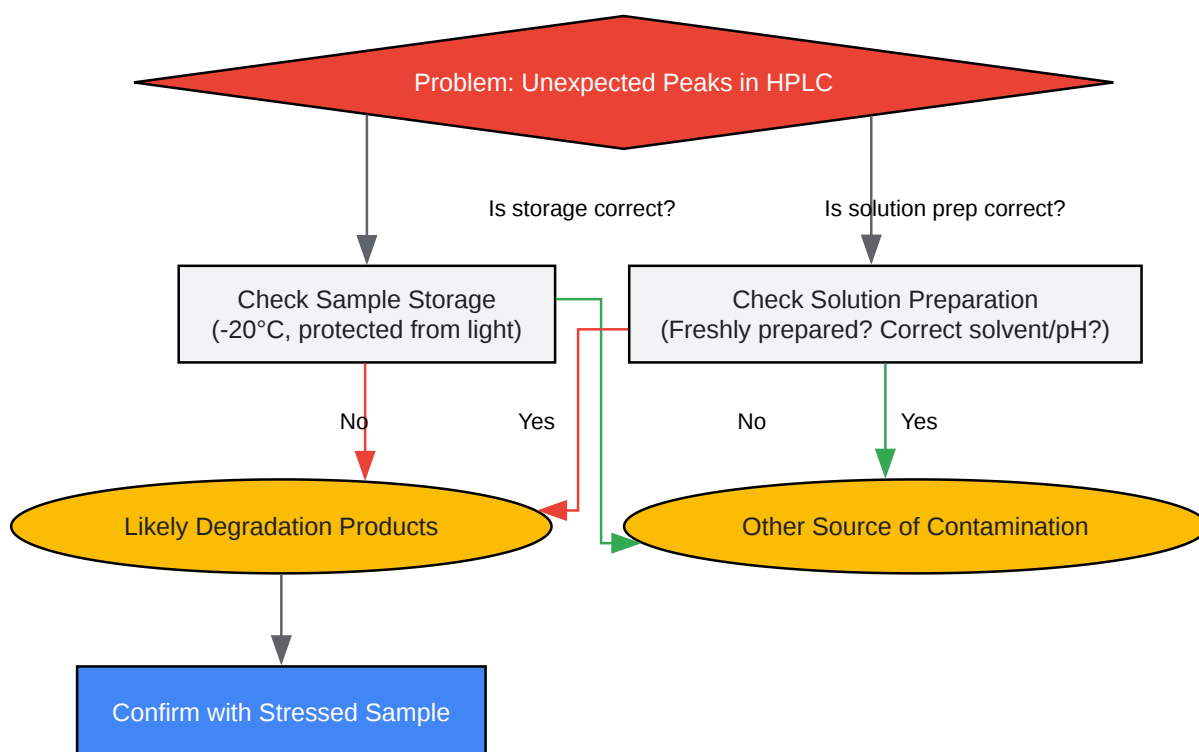 Problem: Unexpected Peaks in HPLC
Is storage correct?
Is solution prep correct?
Check Sample Storage
(-20°C, protected from light)
Check Solution Preparation
(Freshly prepared? Correct solvent/pH?)
No
Yes
No
Yes
Likely Degradation Products
Other Source of Contamination
Confirm with Stressed Sample